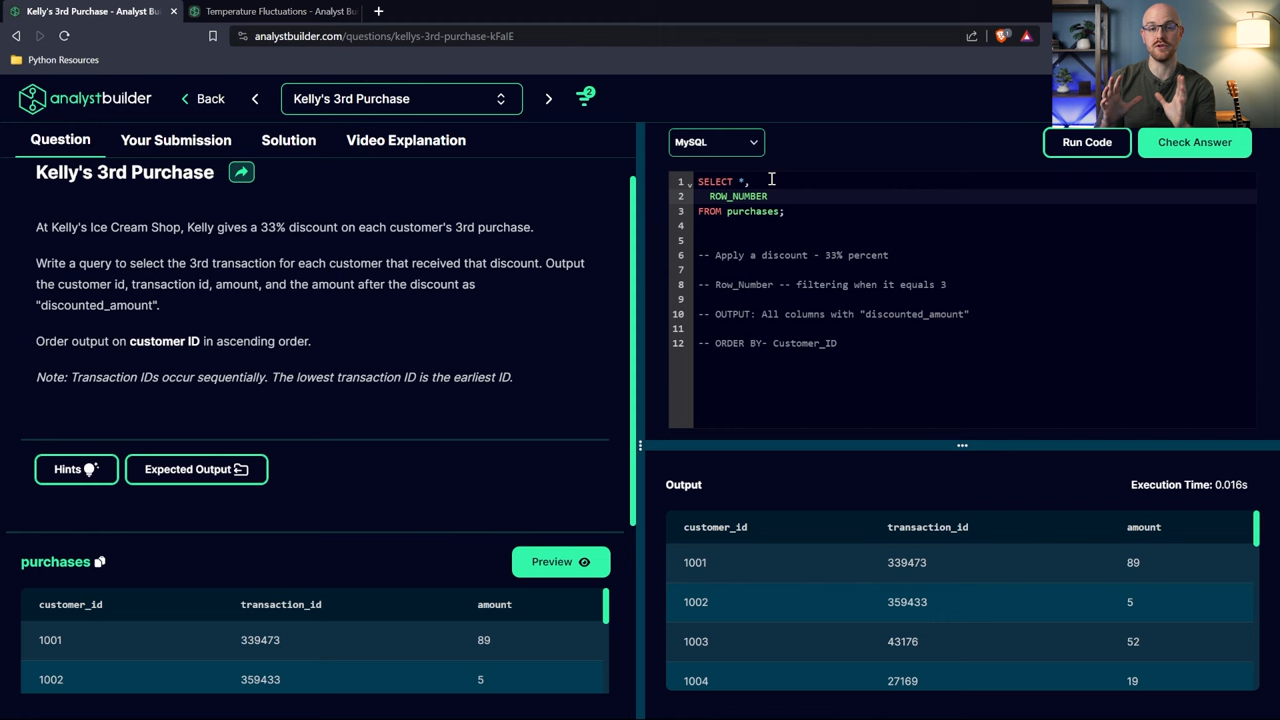 Kelly's 3rd Purchase - Analyst Bu
Temperature Fluctuations - Analyst Bu
analystbuilder.com/questions/kellys-3rd-purchase-kFaIE
Python Resources
analystbuilder
Back
Kelly's 3rd Purchase
2
Question
Your Submission
Solution
Video Explanation
Kelly's 3rd Purchase
At Kelly's Ice Cream Shop, Kelly gives a 33% discount on each customer's 3rd purchase.
Write a query to select the 3rd transaction for each customer that received that discount. Output
the customer id, transaction id, amount, and the amount after the discount as
"discounted_amount".
Order output on customer ID in ascending order.
Note: Transaction IDs occur sequentially. The lowest transaction ID is the earliest ID.
Hints
Expected Output
purchases
Preview
customer_id transaction_id amount
1001 339473 89
1002 359433 5
MySQL
Run Code
Check Answer
1 SELECT *,
2 ROW_NUMBER
3 FROM purchases;
4
5
6 -- Apply a discount - 33% percent
7
8 -- Row_Number -- filtering when it equals 3
9
10 -- OUTPUT: All columns with "discounted_amount"
11
12 -- ORDER BY- Customer_ID
Output
Execution Time: 0.016s
customer_id transaction_id amount
1001 339473 89
1002 359433 5
1003 43176 52
1004 27169 19